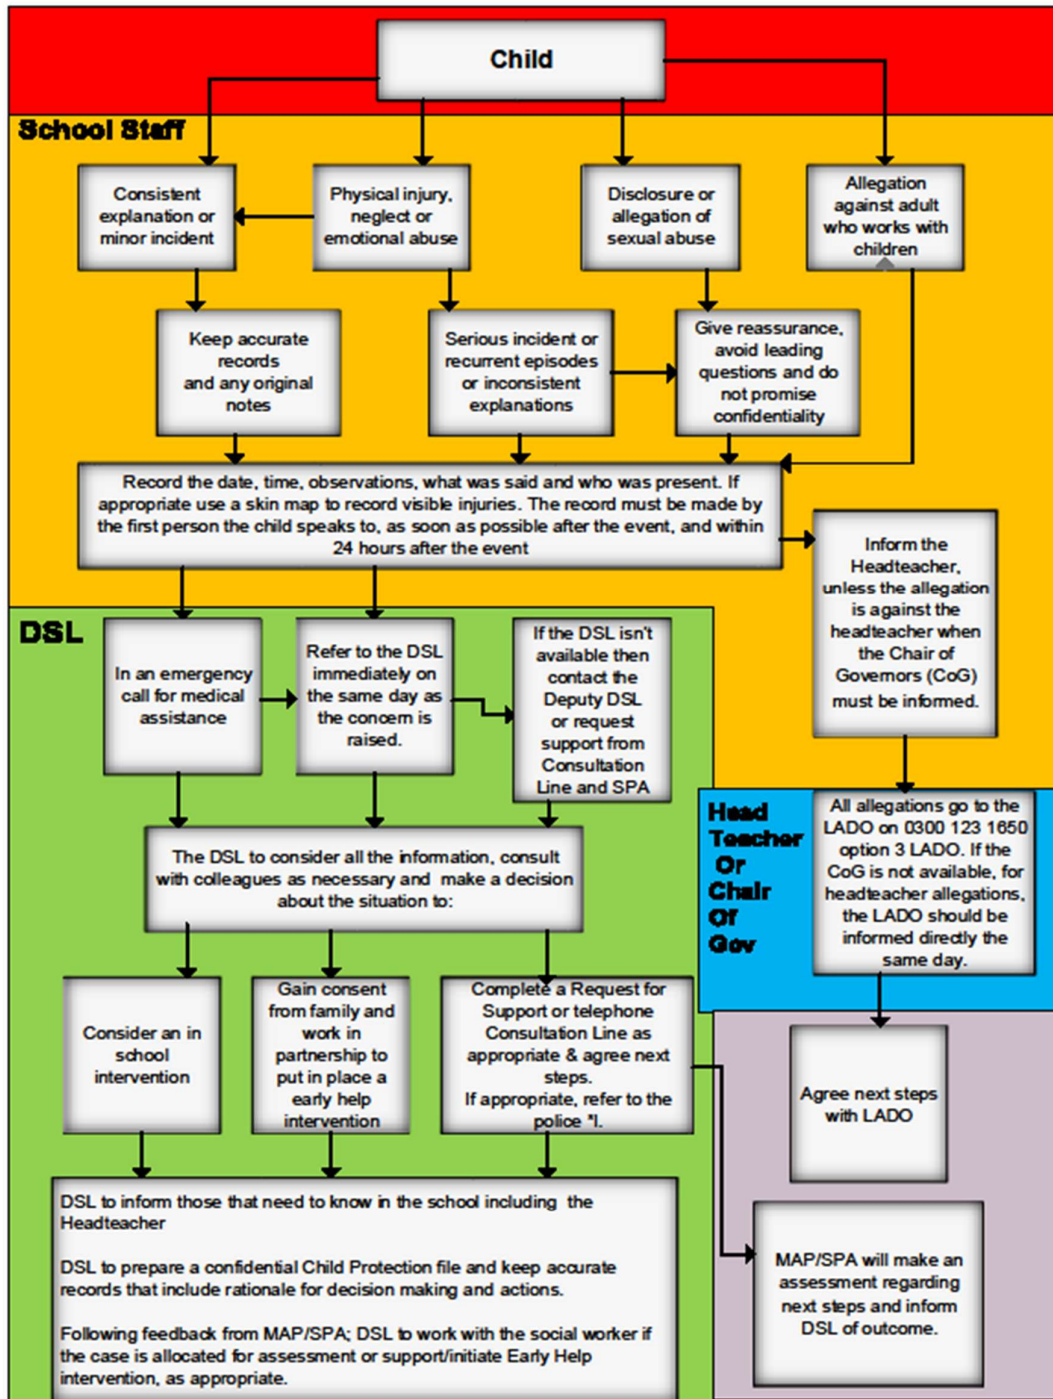 Child
School Staff
Consistent
explanation or
minor incident
Physical injury,
neglect or
emotional abuse
Disclosure or
allegation of
sexual abuse
Allegation
against adult
who works with
children
Keep accurate
records
and any original
notes
Serious incident or
recurrent episodes
or inconsistent
explanations
Give reassurance,
avoid leading
questions and do
not promise
confidentiality
Record the date, time, observations, what was said and who was present. If
appropriate use a skin map to record visible injuries. The record must be made by
the first person the child speaks to, as soon as possible after the event, and within
24 hours after the event
Inform the
Headteacher,
unless the allegation
is against the
headteacher when
the Chair of
Governors (CoG)
must be informed.
DSL
In an emergency
call for medical
assistance
Refer to the DSL
immediately on
the same day as
the concern is
raised.
If the DSL isn't
available then
contact the
Deputy DSL
or request
support from
Consultation
Line and SPA
Head
Teacher
Or
Chair
Of
Gov
All allegations go to the
LADO on 0300 123 1650
option 3 LADO. If the
CoG is not available, for
headteacher allegations,
the LADO should be
informed directly the
same day.
The DSL to consider all the information, consult
with colleagues as necessary and make a decision
about the situation to:
Consider an in
school
intervention
Gain consent
from family and
work in
partnership to
put in place a
early help
intervention
Complete a Request for
Support or telephone
Consultation Line as
appropriate & agree next
steps.
If appropriate, refer to the
police *l.
Agree next steps
with LADO
DSL to inform those that need to know in the school including the
Headteacher
DSL to prepare a confidential Child Protection file and keep accurate
records that include rationale for decision making and actions.
Following feedback from MAP/SPA; DSL to work with the social worker if
the case is allocated for assessment or support/initiate Early Help
intervention, as appropriate.
MAP/SPA will make an
assessment regarding
next steps and inform
DSL of outcome.